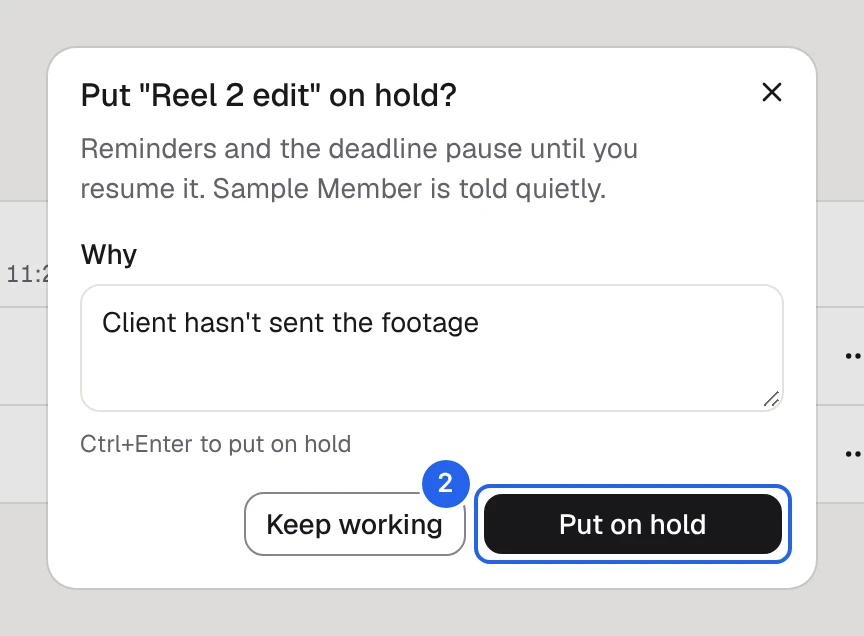 Put "Reel 2 edit" on hold?
Reminders and the deadline pause until you
resume it. Sample Member is told quietly.
Why
11:2
Client hasn't sent the footage
Ctrl+Enter to put on hold
2
Keep working
Put on hold